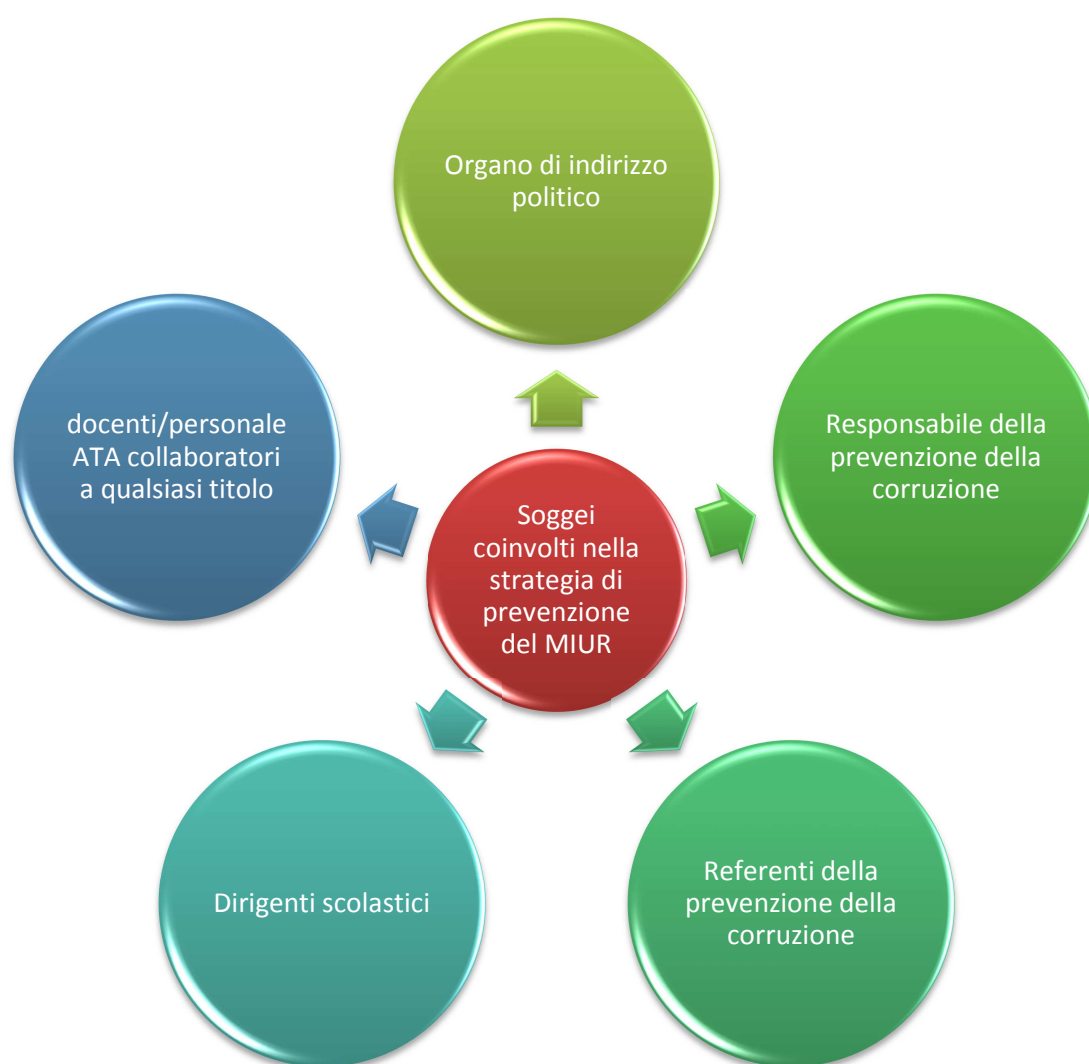 Organo di indirizzo
politico
Responsabile della
prevenzione della
corruzione
Referenti della
prevenzione della
corruzione
Dirigenti scolastici
docenti/personale
ATA collaboratori
a qualsiasi titolo
Soggei
coinvolti nella
strategia di
prevenzione
del MIUR